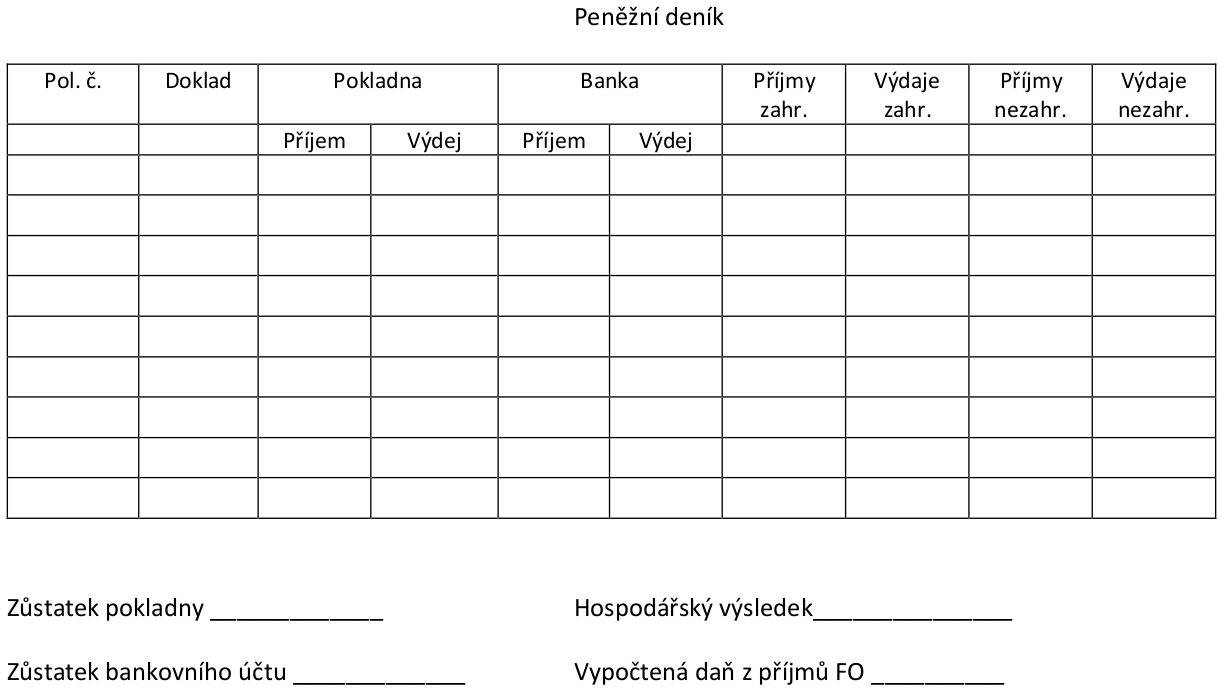 Peněžní deník
Pol. č. Doklad Pokladna Banka Příjmy zahr. Výdaje zahr. Příjmy nezahr. Výdaje nezahr.
Příjem Výdej Příjem Výdej
Zůstatek pokladny _____________ Hospodářský výsledek_______________
Zůstatek bankovního účtu _____________ Vypočtená daň z příjmů FO __________